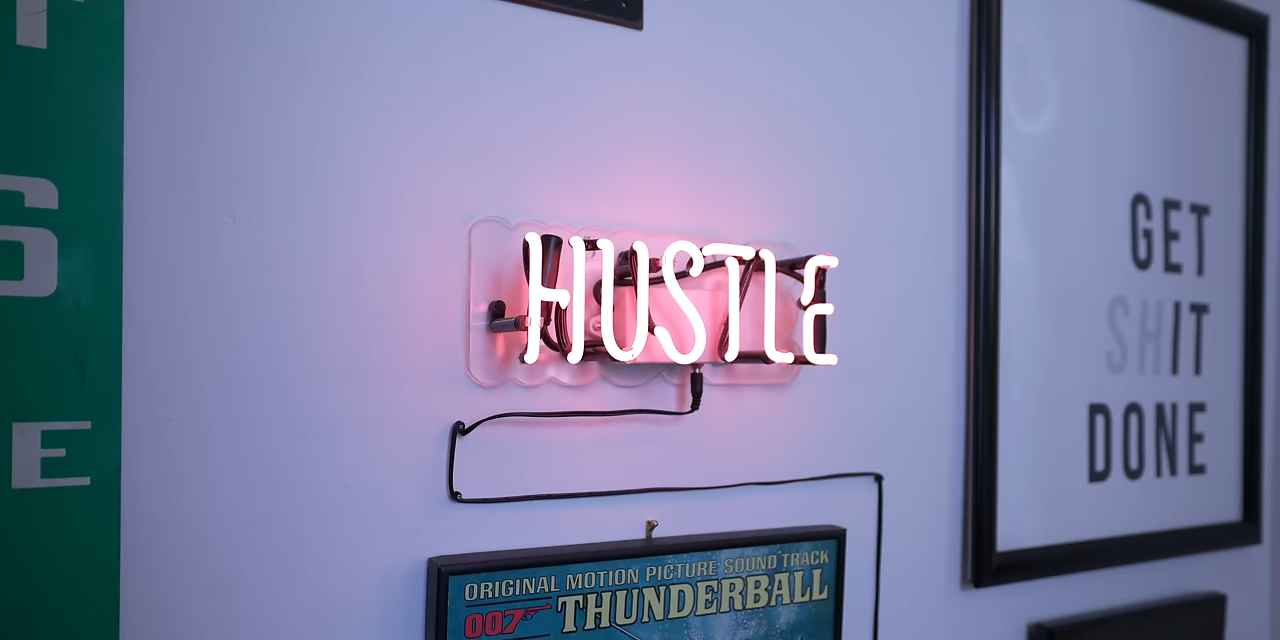 HUSTLE
GET
SHIT
DONE
ORIGINAL MOTION PICTURE SOUND TRACK
007 THUNDERBALL
S
E